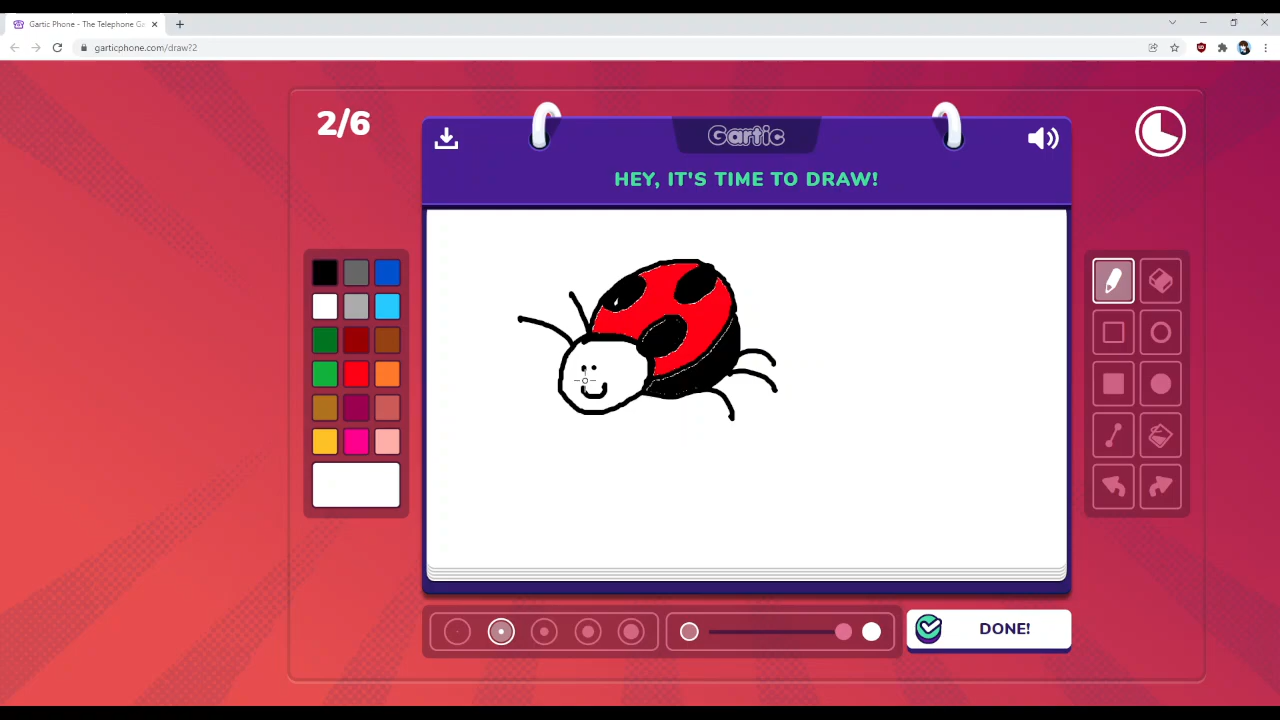 Gartic Phone - The Telephone Ga
garticphone.com/draw?2
2/6
Gartic
HEY, IT'S TIME TO DRAW!
DONE!